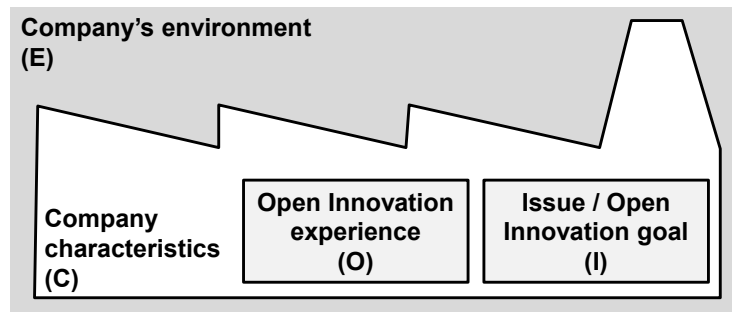 Company’s environment
(E)
Company
characteristics
(C)
Open Innovation
experience
(O)
Issue / Open
Innovation goal
(I)